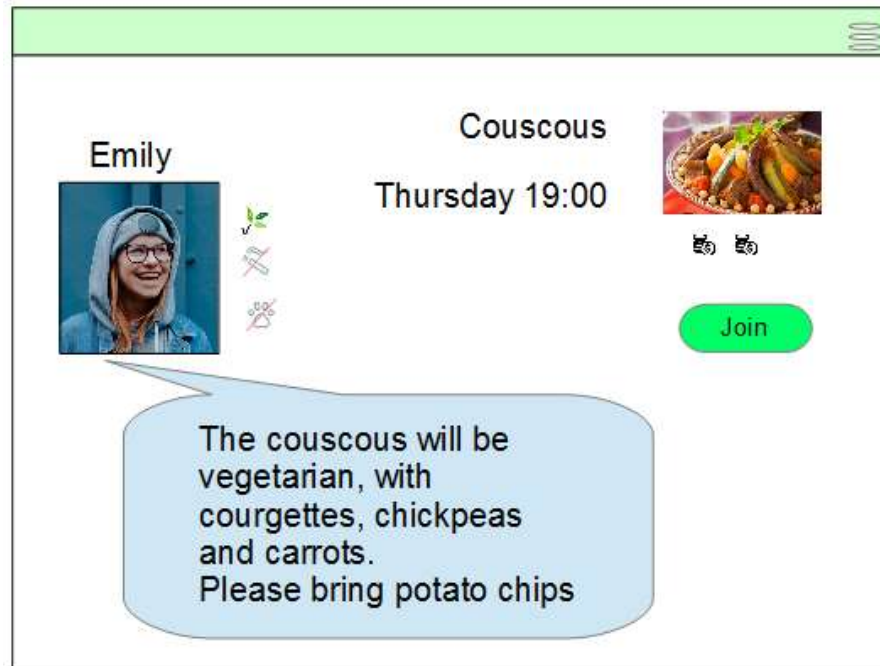 Emily
Couscous
Thursday 19:00
Join
The couscous will be
vegetarian, with
courgettes, chickpeas
and carrots.
Please bring potato chips